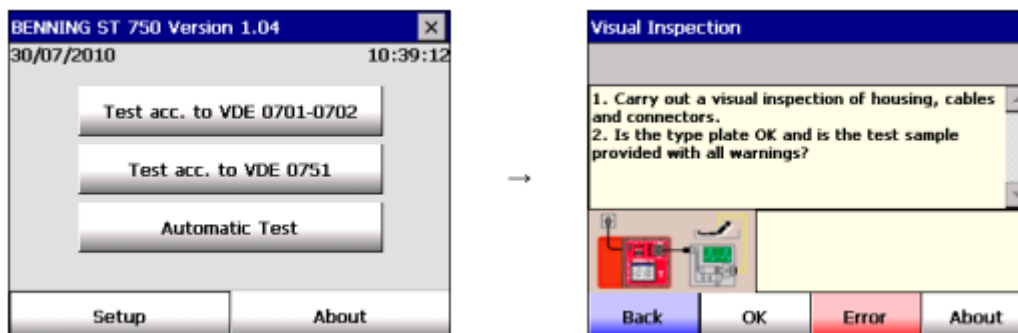 BENNING ST 750 Version 1.04
30/07/2010 10:39:12
Test acc. to VDE 0701-0702
Test acc. to VDE 0751
Automatic Test
Setup About
→
Visual Inspection
1. Carry out a visual inspection of housing, cables
and connectors.
2. Is the type plate OK and is the test sample
provided with all warnings?
Back OK Error About